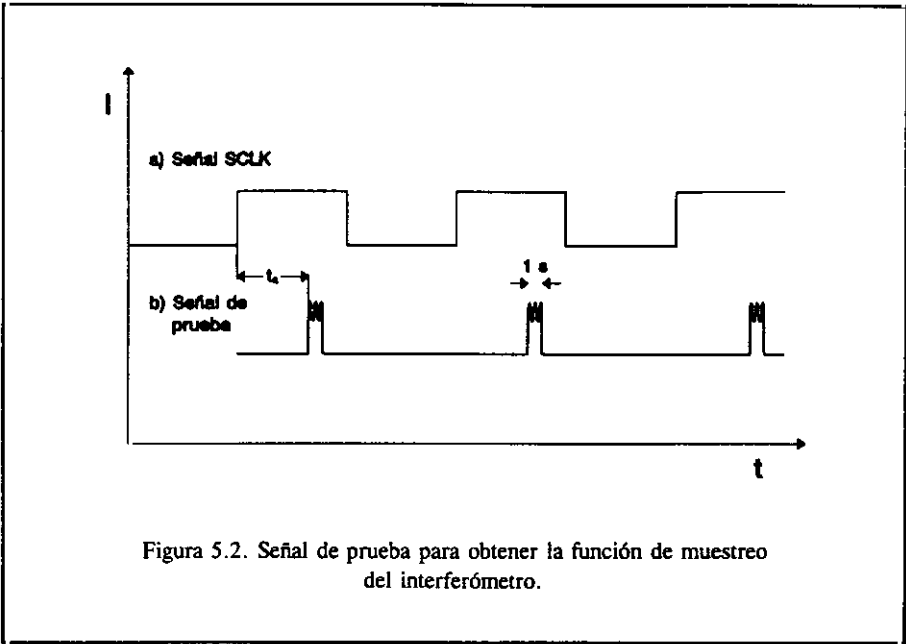 I
a) Señal SCLK
1 s
b) Señal de
prueba
t
Figura 5.2. Señal de prueba para obtener la función de muestreo
del interferómetro.